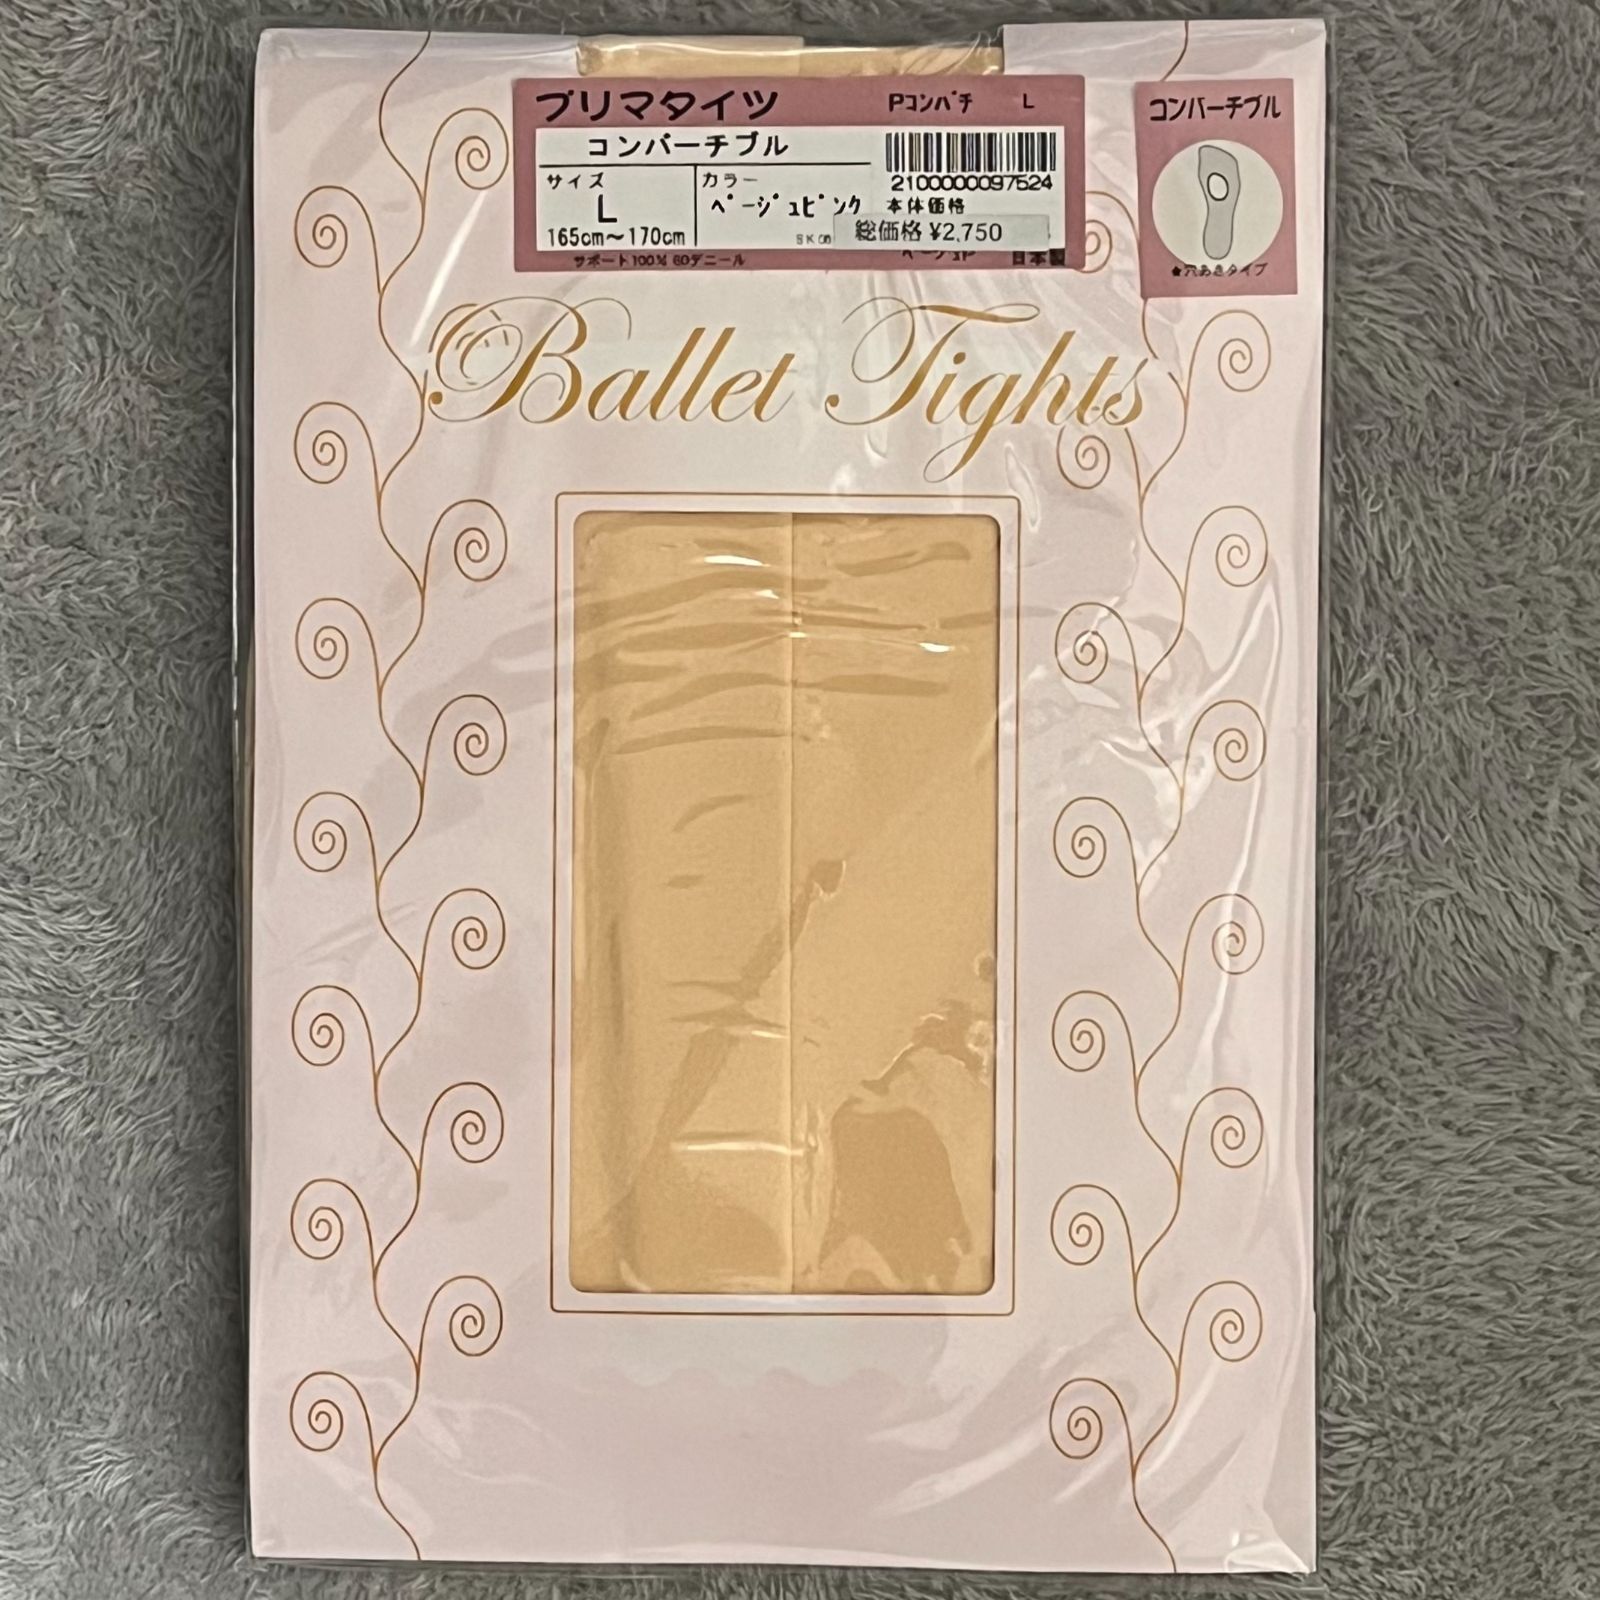 プリマタイツ Pコンパチ L
コンバーチブル
サイズ カラー 2100000097524
L ベージュピンク 本体価格
165cm～170cm 総価格 ¥2,750
サポート100% 60デニール 日本製
コンバーチブル
★穴あきタイプ
Ballet Tights